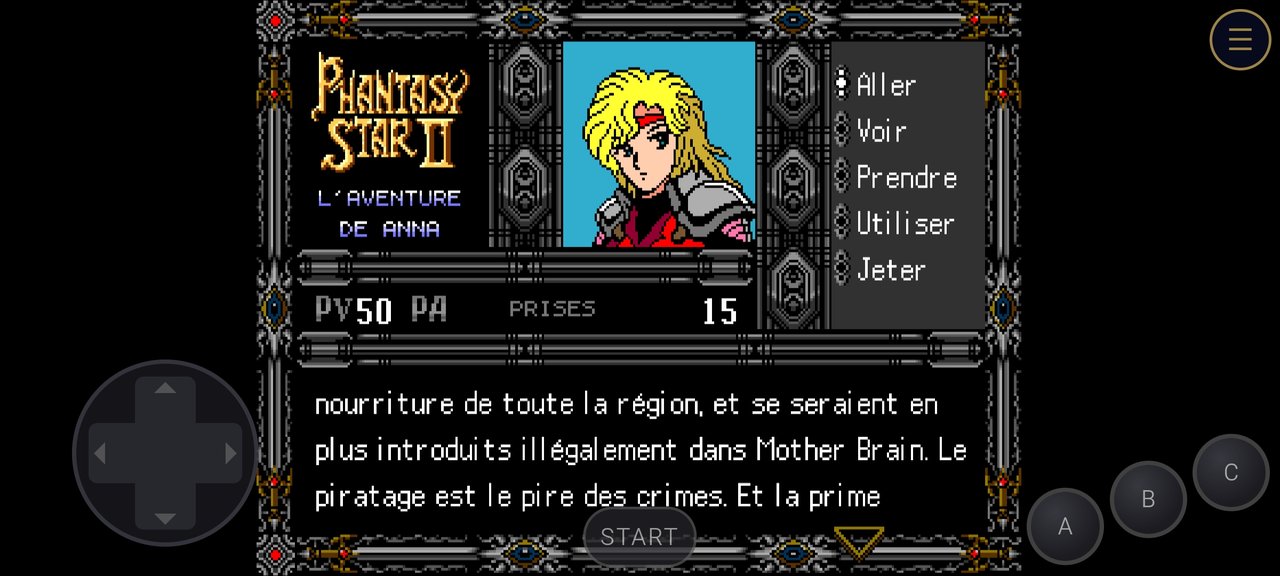 PHANTASY
STAR II
L'AVENTURE
DE ANNA
Aller
Voir
Prendre
Utiliser
Jeter
PV50 PA PRISES 15
nourriture de toute la région, et se seraient en
plus introduits illégalement dans Mother Brain. Le
piratage est le pire des crimes. Et la prime
START
A
B
C